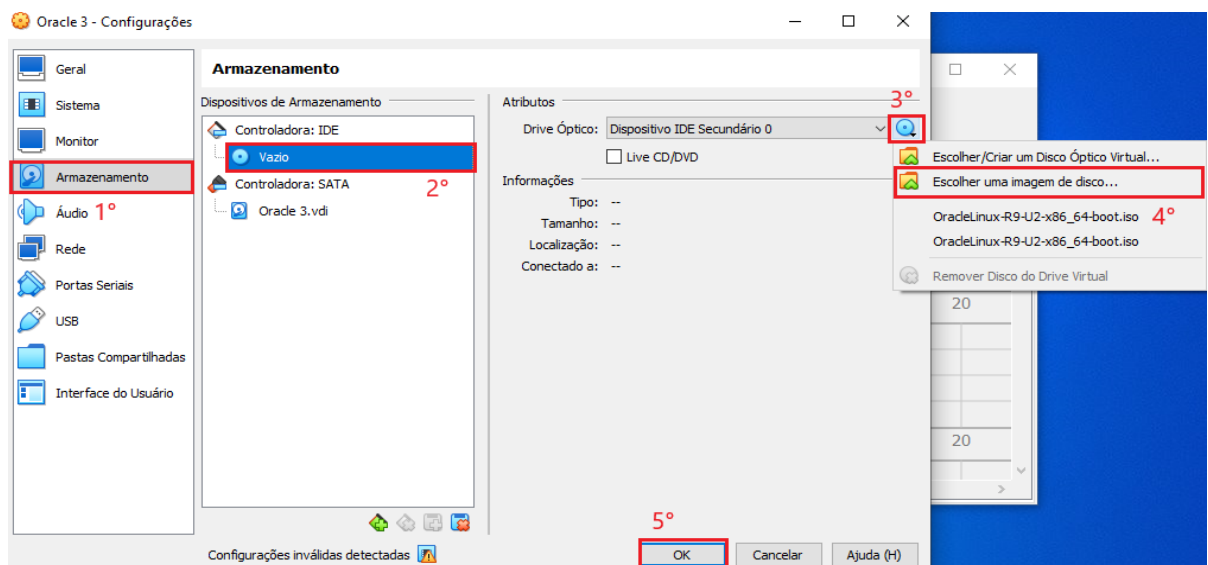 Oracle 3 - Configurações
Geral
Sistema
Monitor
Armazenamento
Áudio 1°
Rede
Portas Seriais
USB
Pastas Compartilhadas
Interface do Usuário
Armazenamento
Dispositivos de Armazenamento
Controladora: IDE
Vazio
2°
Controladora: SATA
Oracle 3.vdi
Atributos
3°
Drive Óptico: Dispositivo IDE Secundário 0
Live CD/DVD
Informações
Tipo: --
Tamanho: --
Localização: --
Conectado a: --
Escolher/Criar um Disco Óptico Virtual...
Escolher uma imagem de disco...
OracleLinux-R9-U2-x86_64-boot.iso 4°
OracleLinux-R9-U2-x86_64-boot.iso
Remover Disco do Drive Virtual
20
20
5°
Configurações inválidas detectadas
OK
Cancelar
Ajuda (H)